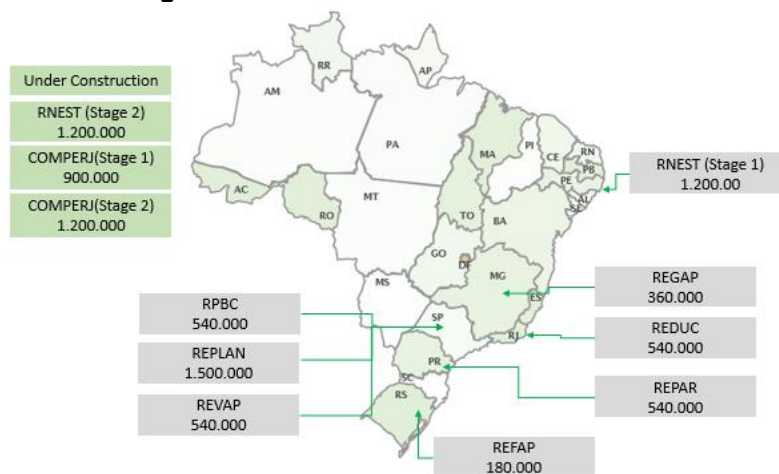 Under Construction
RNEST (Stage 2)
1.200.000
COMPERJ(Stage 1)
900.000
COMPERJ(Stage 2)
1.200.000
RR
AP
AM
PA
MA
PI
CE
RN
PB
PE
AL
SE
AC
RO
MT
TO
BA
GO
DF
MG
ES
MS
SP
RJ
PR
SC
RS
RNEST (Stage 1)
1.200.00
RPBC
540.000
REPLAN
1.500.000
REVAP
540.000
REGAP
360.000
REDUC
540.000
REPAR
540.000
REFAP
180.000